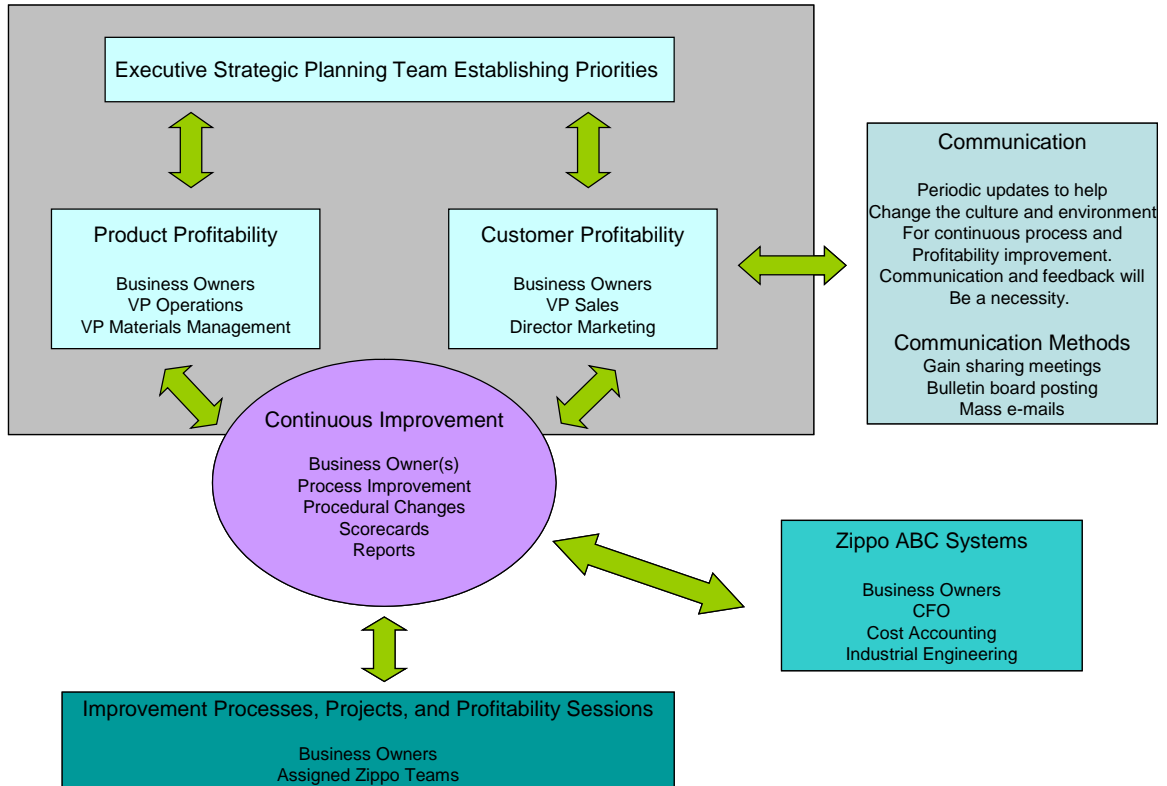 Executive Strategic Planning Team Establishing Priorities
Product Profitability
Business Owners
VP Operations
VP Materials Management
Customer Profitability
Business Owners
VP Sales
Director Marketing
Communication
Periodic updates to help
Change the culture and environment
For continuous process and
Profitability improvement.
Communication and feedback will
Be a necessity.
Communication Methods
Gain sharing meetings
Bulletin board posting
Mass e-mails
Continuous Improvement
Business Owner(s)
Process Improvement
Procedural Changes
Scorecards
Reports
Zippo ABC Systems
Business Owners
CFO
Cost Accounting
Industrial Engineering
Improvement Processes, Projects, and Profitability Sessions
Business Owners
Assigned Zippo Teams